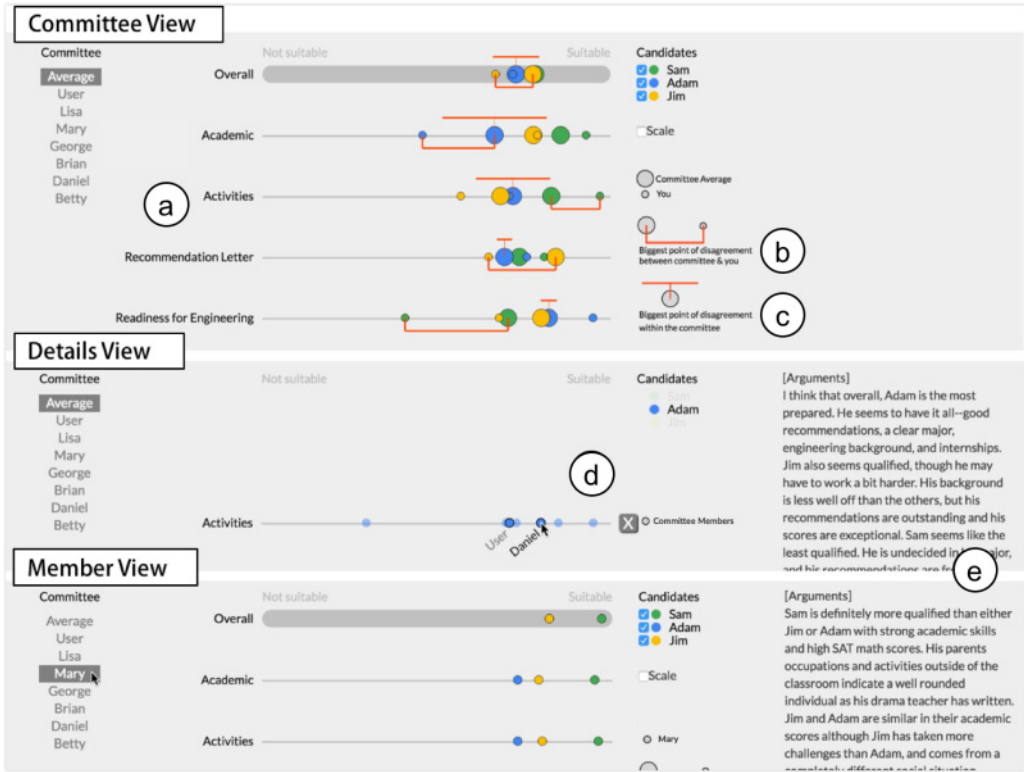 Committee View
Committee
Not suitable
Suitable
Candidates
Average
Overall
Sam
User
Adam
Lisa
Jim
Mary
Academic
Scale
George
Brian
Daniel
Committee Average
Betty
a
Activities
You
Recommendation Letter
Biggest point of disagreement
between committee & you
b
Readiness for Engineering
Biggest point of disagreement
within the committee
c
Details View
Committee
Not suitable
Suitable
Candidates
[Arguments]
Average
Sam
Adam
Jim
User
Lisa
Mary
George
Brian
Daniel
Betty
d
Activities
User
Daniel
X
Committee Members
I think that overall, Adam is the most
prepared. He seems to have it all--good
recommendations, a clear major,
engineering background, and internships.
Jim also seems qualified, though he may
have to work a bit harder. His background
is less well off than the others, but his
recommendations are outstanding and his
scores are exceptional. Sam seems like the
least qualified. He is undecided in
and his recommendations are
e
Member View
Committee
Not suitable
Suitable
Candidates
[Arguments]
Average
User
Lisa
Mary
George
Brian
Daniel
Betty
Overall
Academic
Activities
Sam
Adam
Jim
Scale
Mary
Sam is definitely more qualified than either
Jim or Adam with strong academic skills
and high SAT math scores. His parents
occupations and activities outside of the
classroom indicate a well rounded
individual as his drama teacher has written.
Jim and Adam are similar in their academic
scores although Jim has taken more
challenges than Adam, and comes from a
completely different social situation